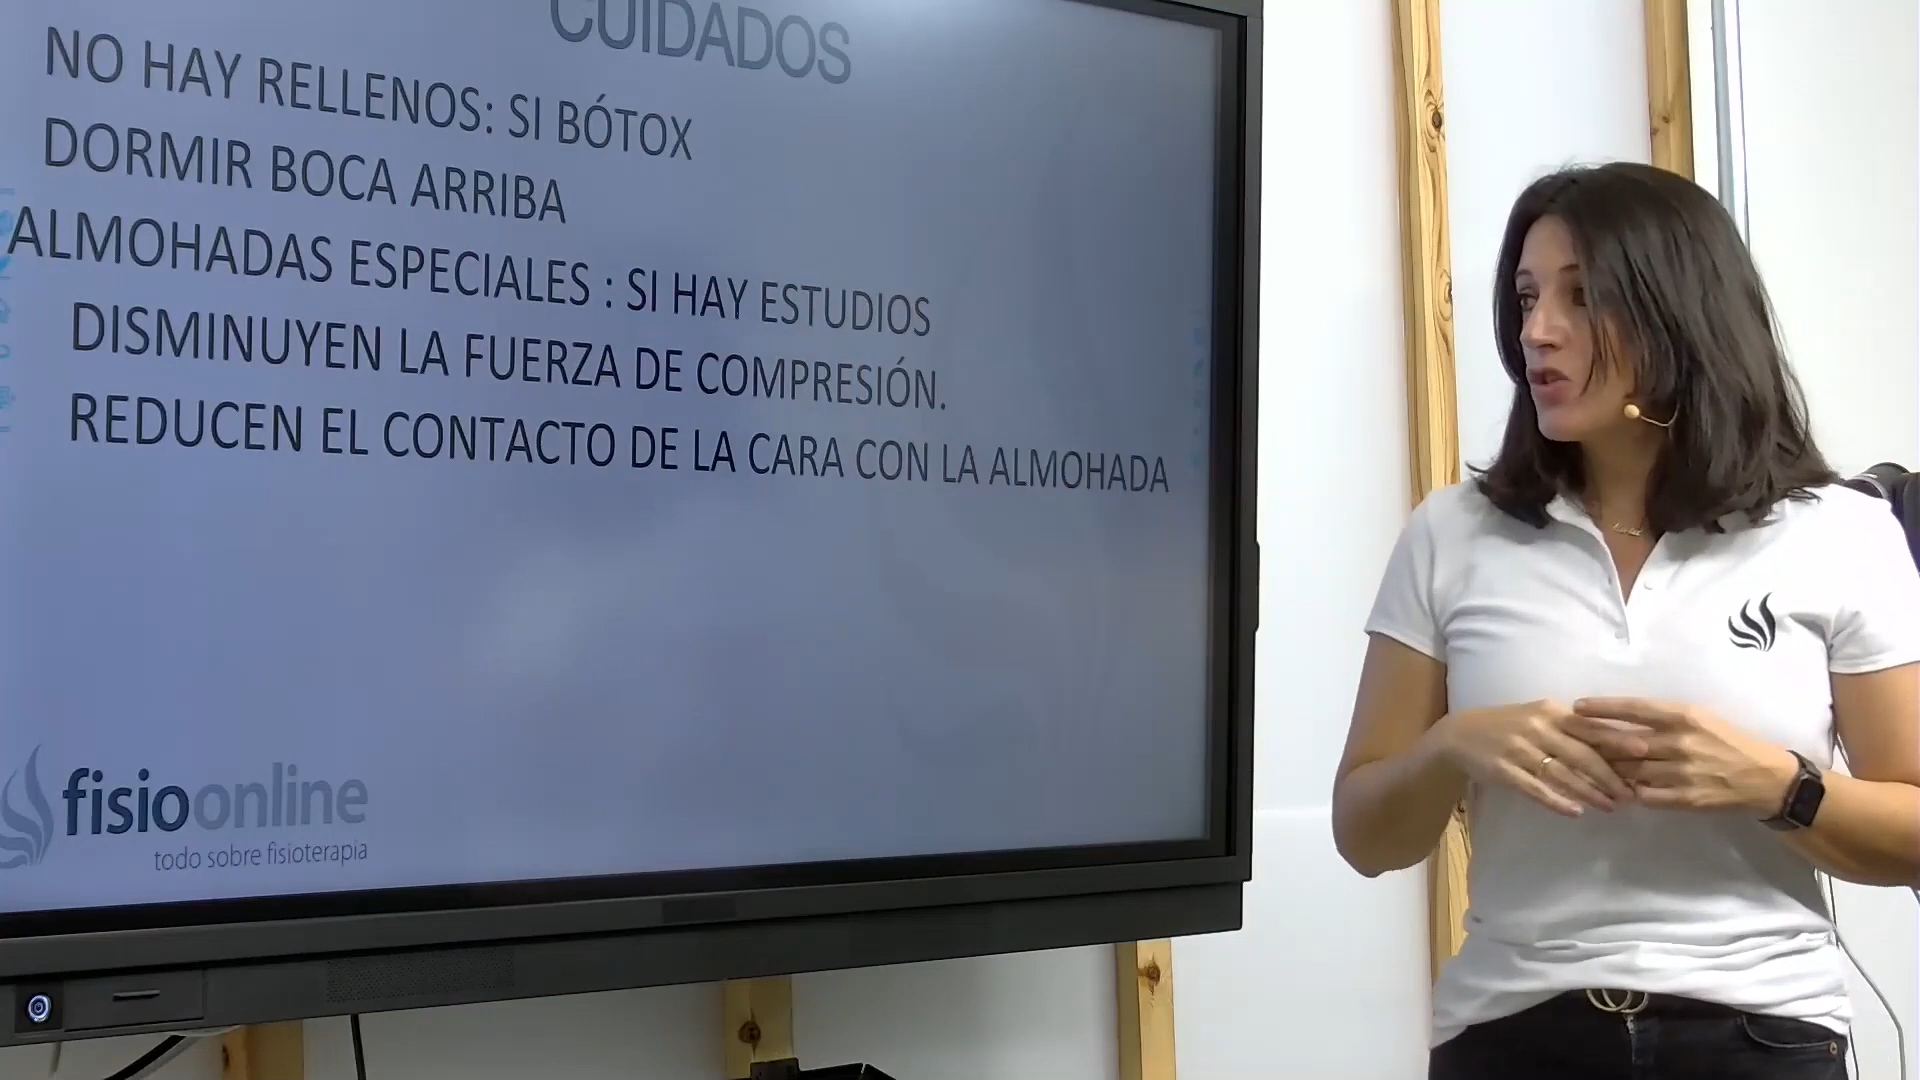 CUIDADOS
NO HAY RELLENOS: SI BÓTOX
DORMIR BOCA ARRIBA
ALMOHADAS ESPECIALES : SI HAY ESTUDIOS
DISMINUYEN LA FUERZA DE COMPRESIÓN.
REDUCEN EL CONTACTO DE LA CARA CON LA ALMOHADA
fisioonline
todo sobre fisioterapia